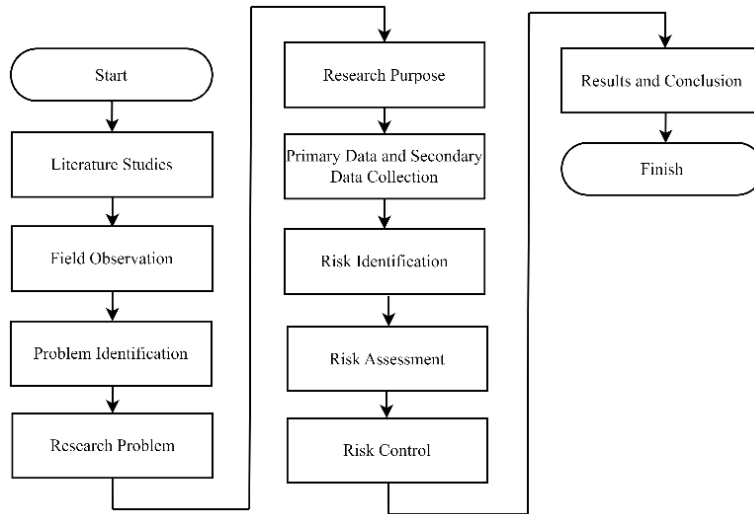 Start
Literature Studies
Field Observation
Problem Identification
Research Problem
Research Purpose
Primary Data and Secondary
Data Collection
Risk Identification
Risk Assessment
Risk Control
Results and Conclusion
Finish